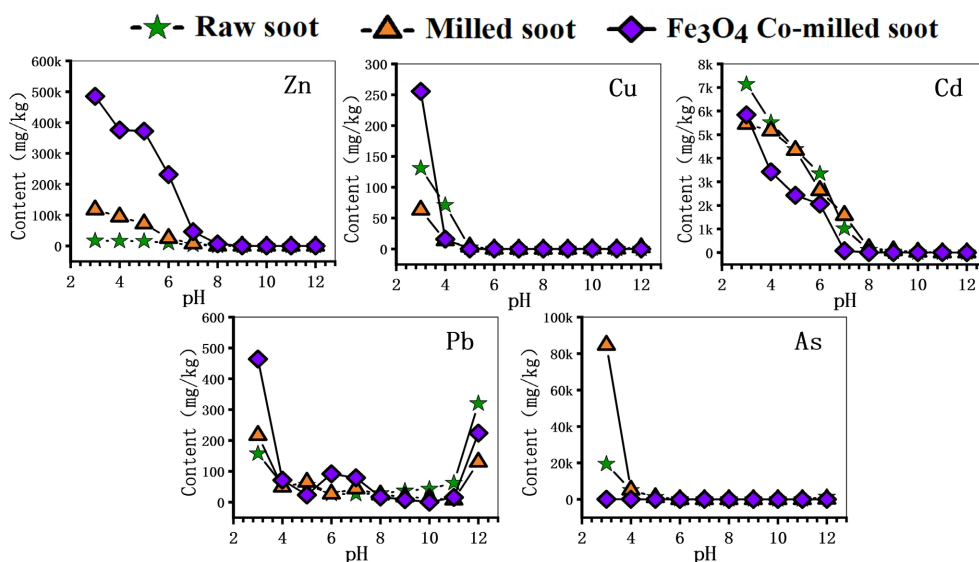 Raw soot Milled soot Fe3O4 Co-milled soot
Zn
Content (mg/kg)
600k
500k
400k
300k
200k
100k
0
2 4 6 8 10 12
pH
Cu
Content (mg/kg)
300
250
200
150
100
50
0
2 4 6 8 10 12
pH
Cd
Content (mg/kg)
8k
7k
6k
5k
4k
3k
2k
1k
0
2 4 6 8 10 12
pH
Pb
Content (mg/kg)
600
500
400
300
200
100
0
2 4 6 8 10 12
pH
As
Content (mg/kg)
100k
80k
60k
40k
20k
0
2 4 6 8 10 12
pH